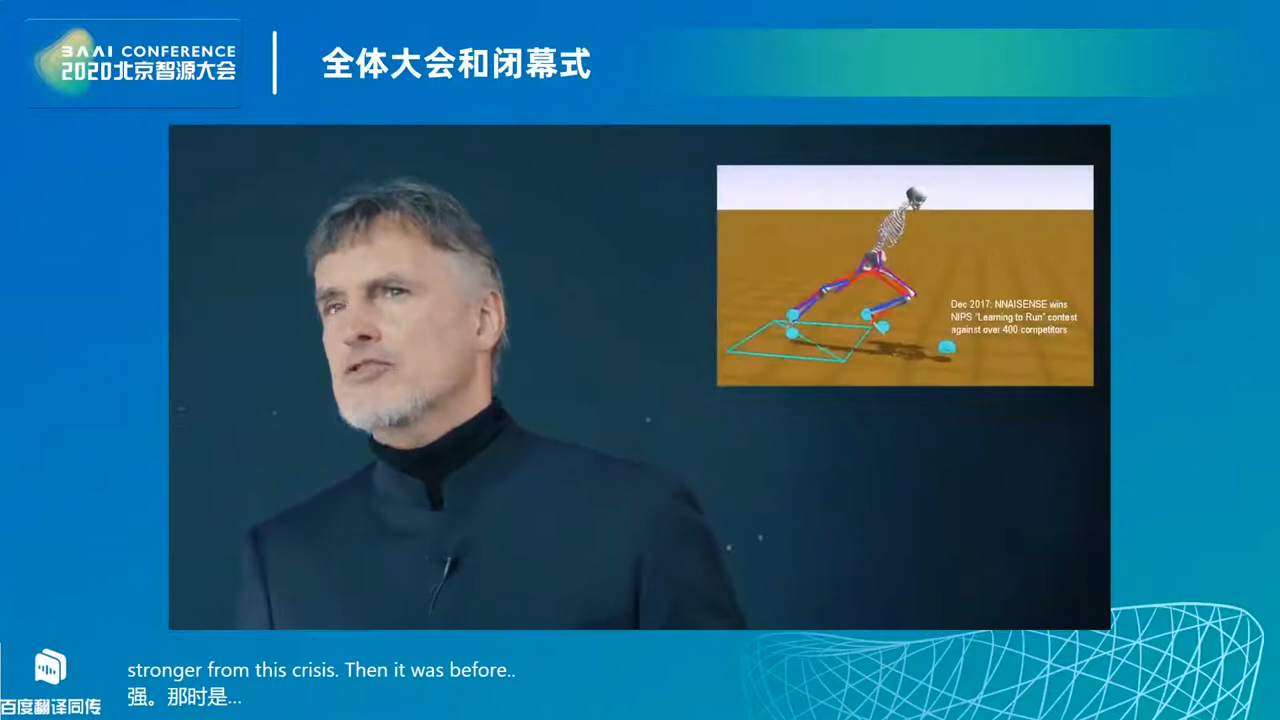 BAAI CONFERENCE
2020北京智源大会
全体大会和闭幕式
Dec 2017: NNAISENSE wins
NIPS "Learning to Run" contest
against over 400 competitors
stronger from this crisis. Then it was before..
强。那时是...
百度翻译同传